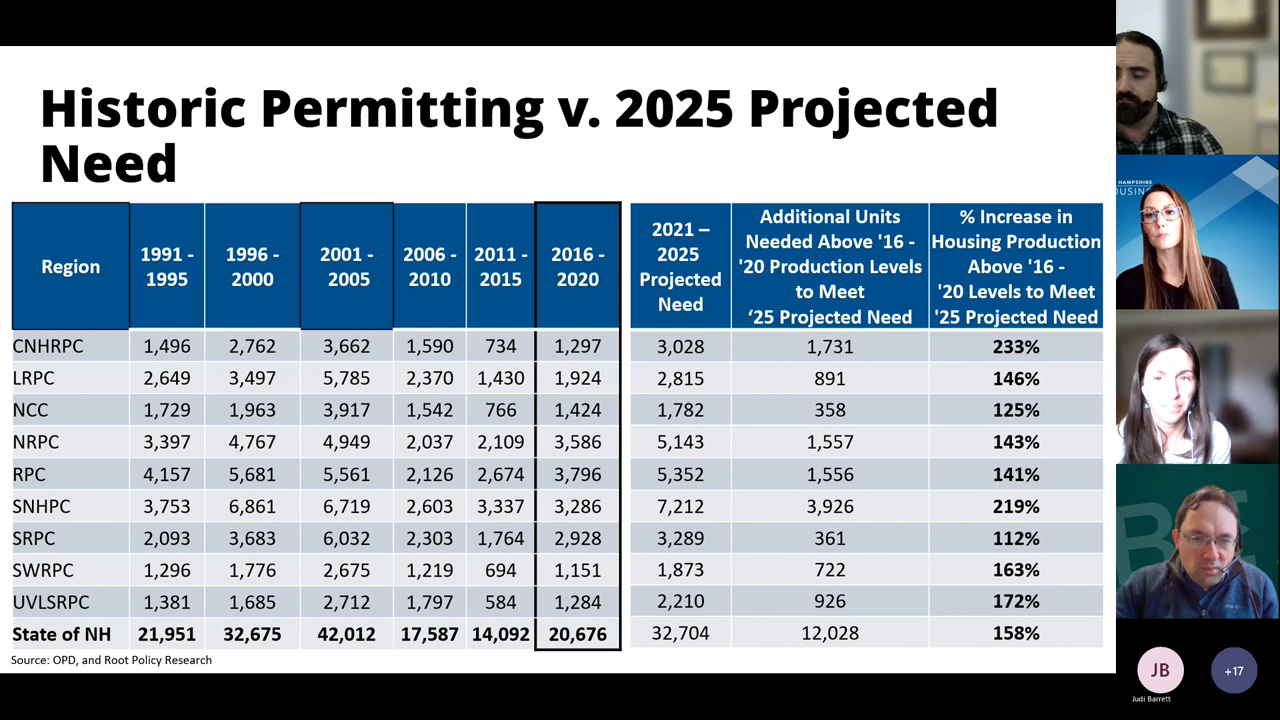 Historic Permitting v. 2025 Projected
Need
Region 1991 - 1995 1996 - 2000 2001 - 2005 2006 - 2010 2011 - 2015 2016 - 2020 2021 – 2025 Projected Need Additional Units Needed Above '16 - '20 Production Levels to Meet ‘25 Projected Need % Increase in Housing Production Above '16 - '20 Levels to Meet '25 Projected Need
CNHRPC 1,496 2,762 3,662 1,590 734 1,297 3,028 1,731 233%
LRPC 2,649 3,497 5,785 2,370 1,430 1,924 2,815 891 146%
NCC 1,729 1,963 3,917 1,542 766 1,424 1,782 358 125%
NRPC 3,397 4,767 4,949 2,037 2,109 3,586 5,143 1,557 143%
RPC 4,157 5,681 5,561 2,126 2,674 3,796 5,352 1,556 141%
SNHPC 3,753 6,861 6,719 2,603 3,337 3,286 7,212 3,926 219%
SRPC 2,093 3,683 6,032 2,303 1,764 2,928 3,289 361 112%
SWRPC 1,296 1,776 2,675 1,219 694 1,151 1,873 722 163%
UVLSRPC 1,381 1,685 2,712 1,797 584 1,284 2,210 926 172%
State of NH 21,951 32,675 42,012 17,587 14,092 20,676 32,704 12,028 158%
Source: OPD, and Root Policy Research
HAMPSHIRE
OUSIN
JB
+17
Judi Barrett